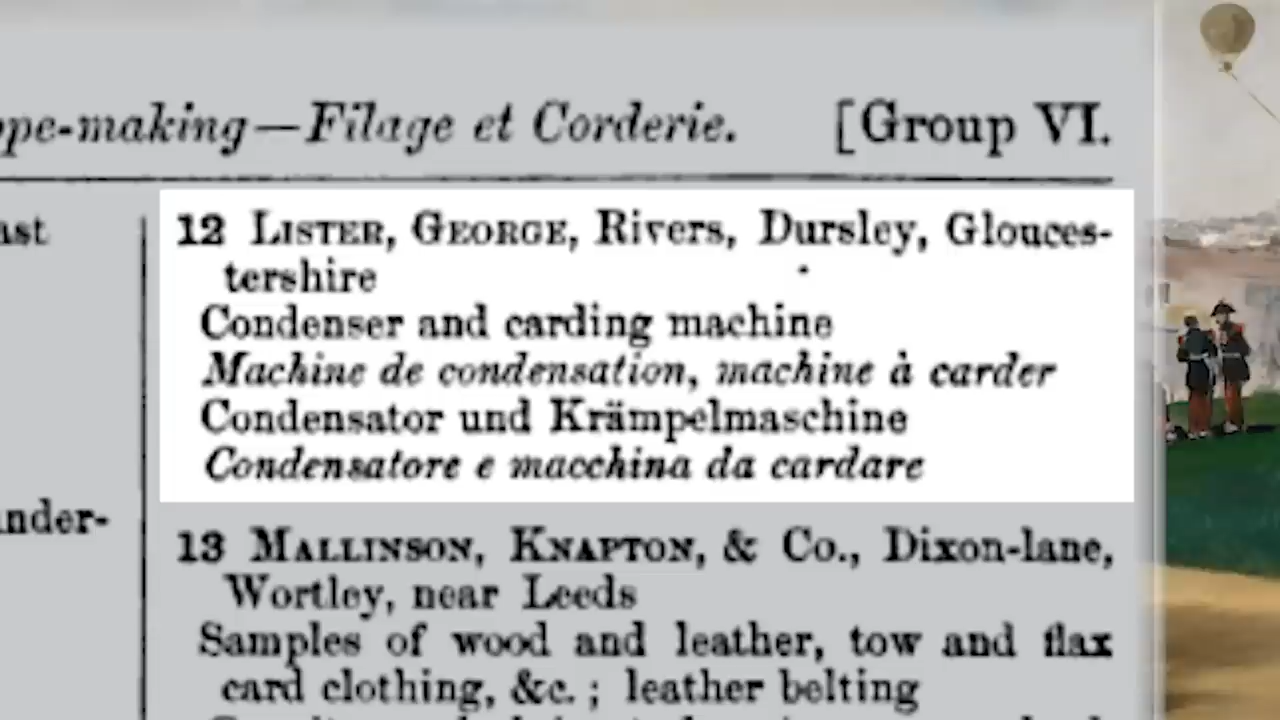 ope-making—Filage et Corderie. [Group VI.
ast
nder-
12 LISTER, GEORGE, Rivers, Dursley, Glouces-
tershire
Condenser and carding machine
Machine de condensation, machine à carder
Condensator und Krämpelmaschine
Condensatore e macchina da cardare
13 MALLINSON, KNAPTON, & Co., Dixon-lane,
Wortley, near Leeds
Samples of wood and leather, tow and flax
card clothing, &c. ; leather belting